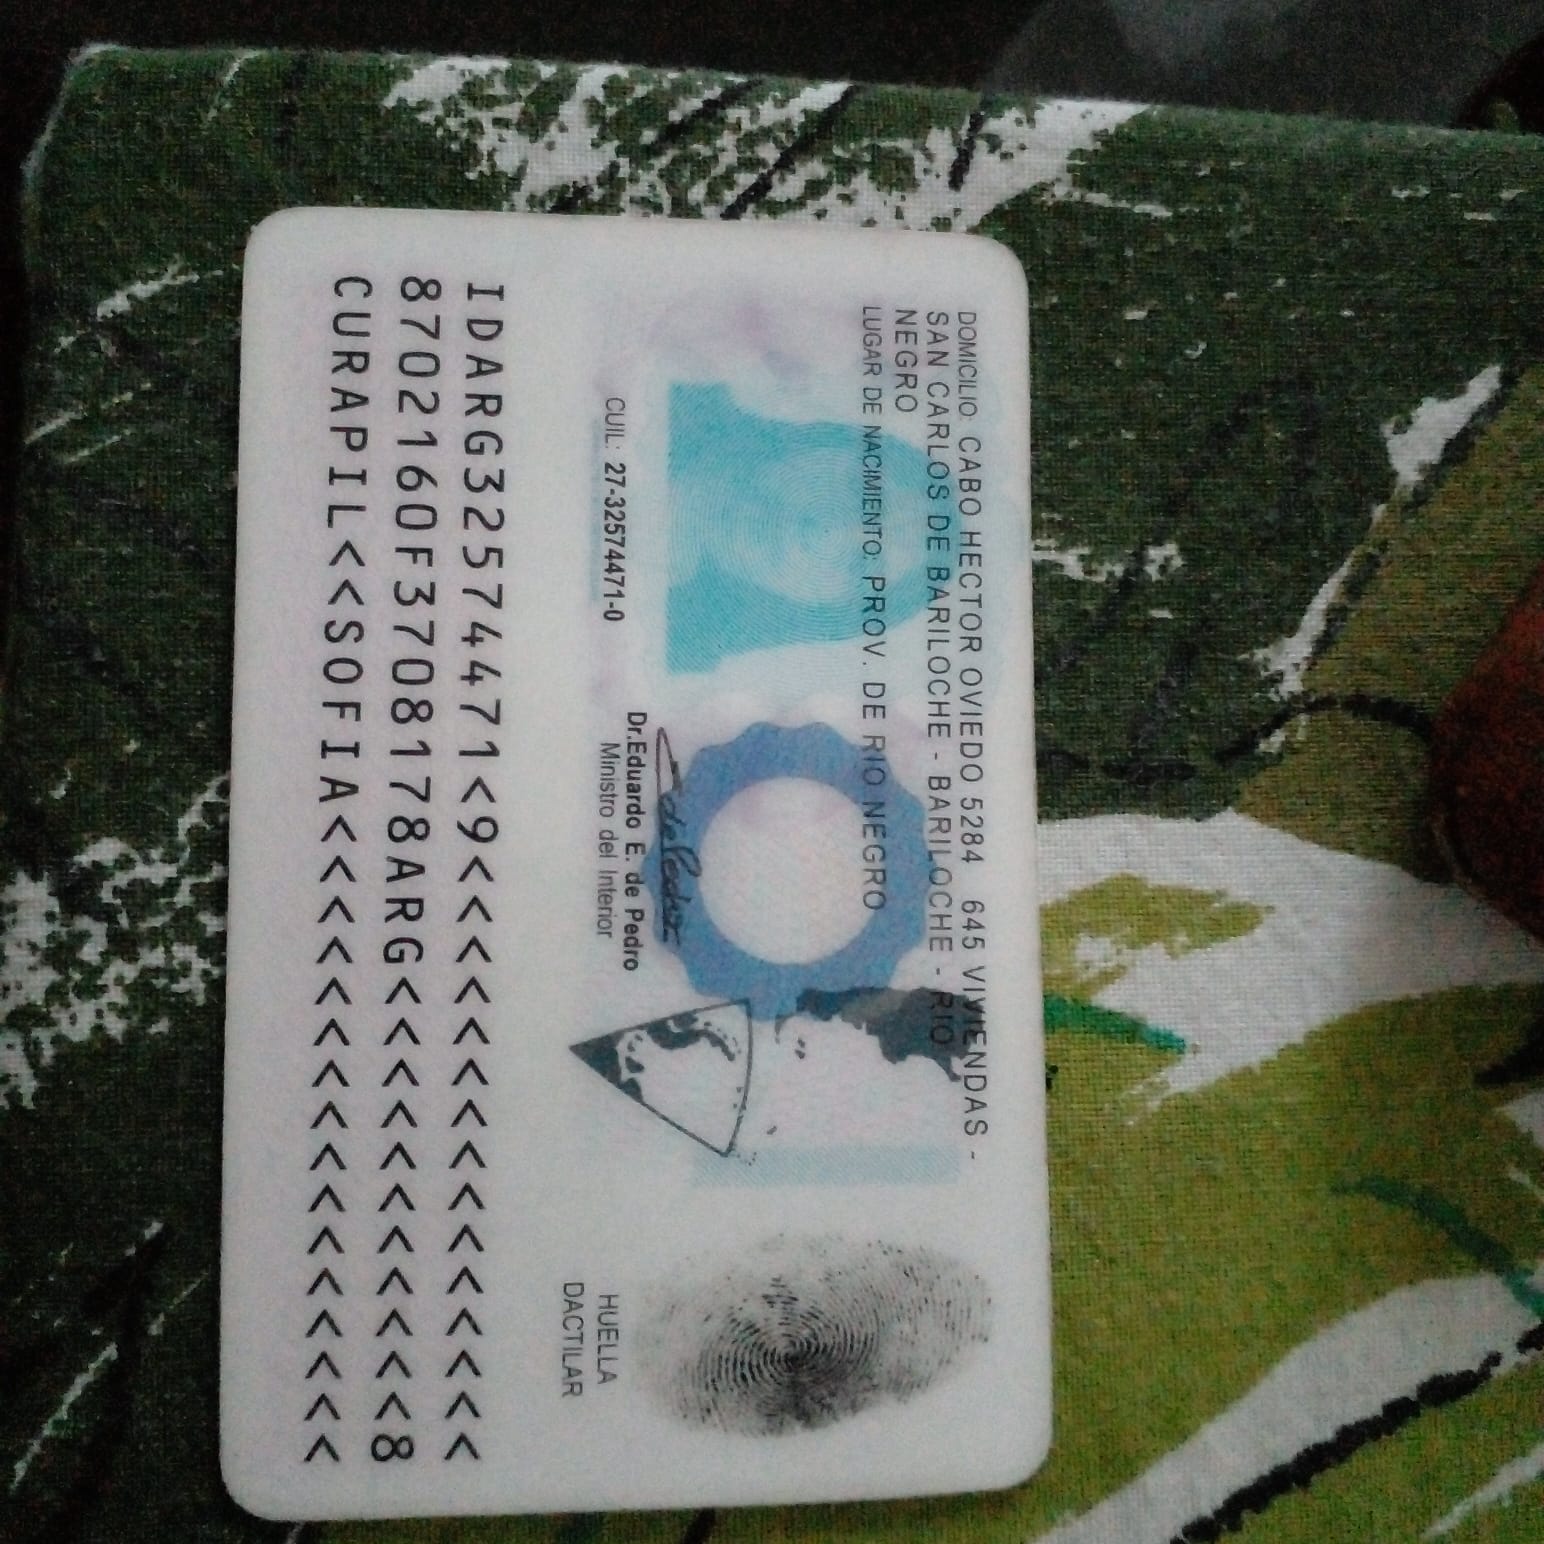 DOMICILIO: CABO HECTOR OVIEDO 5284 645 VIVIENDAS -
SAN CARLOS DE BARILOCHE - BARILOCHE - RIO
NEGRO
LUGAR DE NACIMIENTO: PROV. DE RIO NEGRO
CUIL: 27-32574471-0
Dr.Eduardo E. de Pedro
Ministro del Interior
HUELLA
DACTILAR
IDARG32574471<9<<<<<<<<<<<<<<<
8702160F3708178ARG<<<<<<<<<<<8
CURAPIL<<SOFIA<<<<<<<<<<<<<<<<